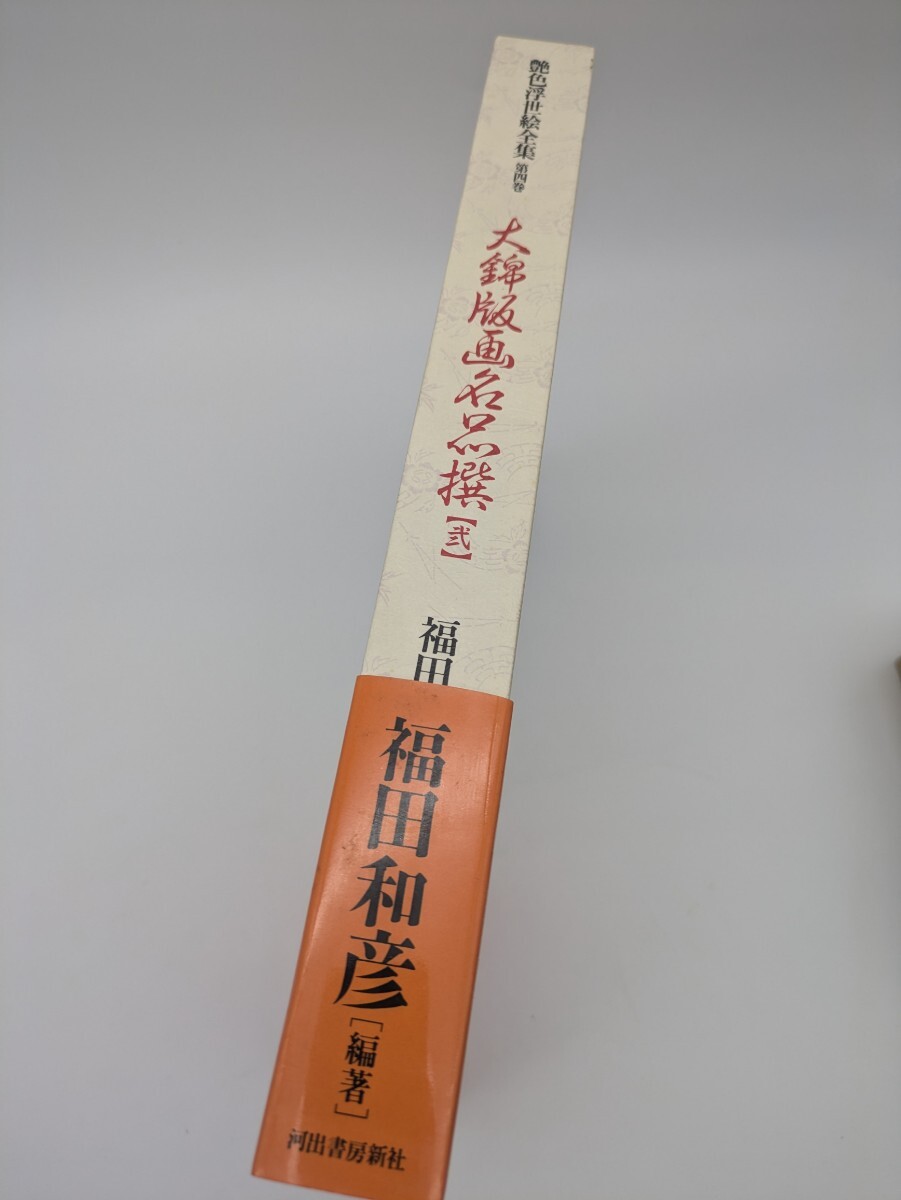 艶色浮世絵全集 第四巻
大錦版画名品撰【弐】
福田
福田和彦[編著]
河出書房新社